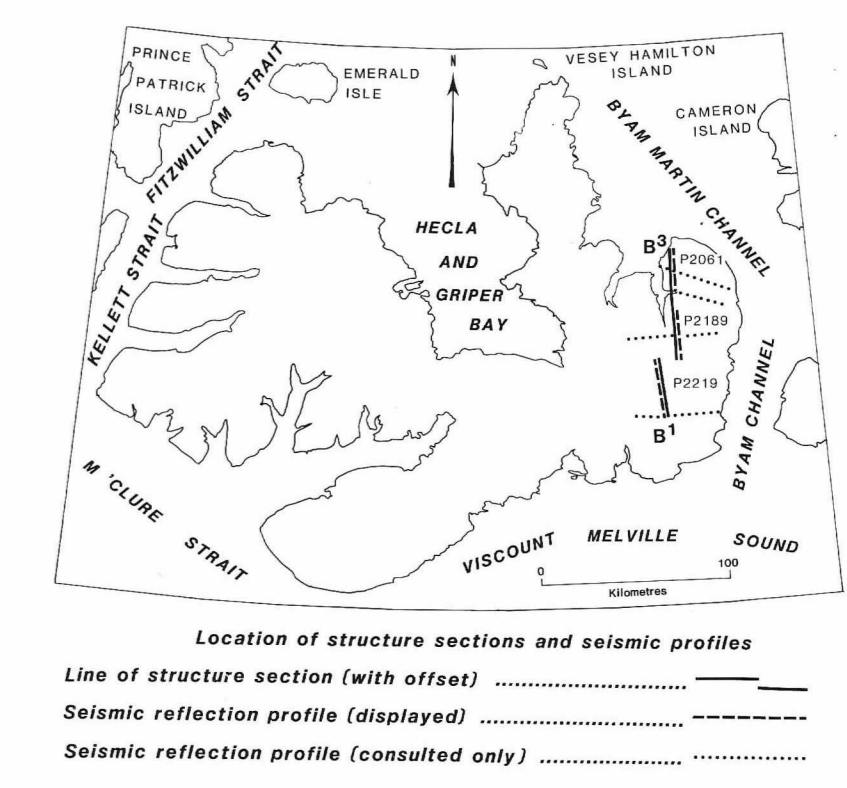 PRINCE
PATRICK
ISLAND
FITZWILLIAM STRAIT
EMERALD
ISLE
N
VESEY HAMILTON
ISLAND
CAMERON
ISLAND
BYAM MARTIN CHANNEL
KELLETT STRAIT
HECLA
AND
GRIPER
BAY
B3
P2061
P2189
P2219
B1
BYAM CHANNEL
M'CLURE STRAIT
VISCOUNT MELVILLE SOUND
0 100
Kilometres
Location of structure sections and seismic profiles
Line of structure section (with offset) ..............................
Seismic reflection profile (displayed) ..............................
Seismic reflection profile (consulted only) .....................